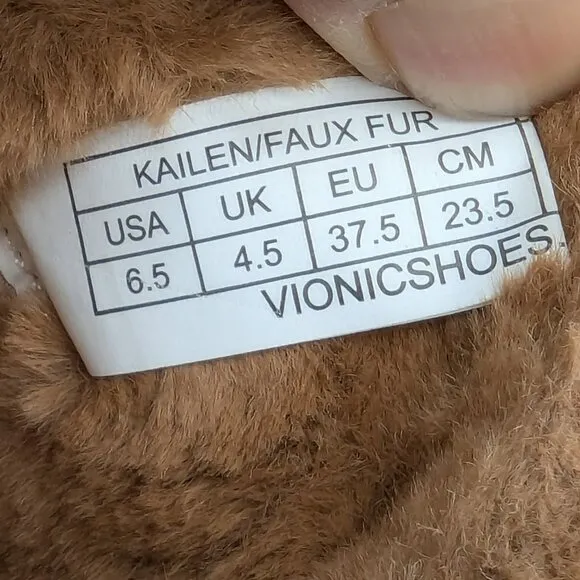 KAILEN/FAUX FUR
USA UK EU CM
6.5 4.5 37.5 23.5
VIONICSHOES.